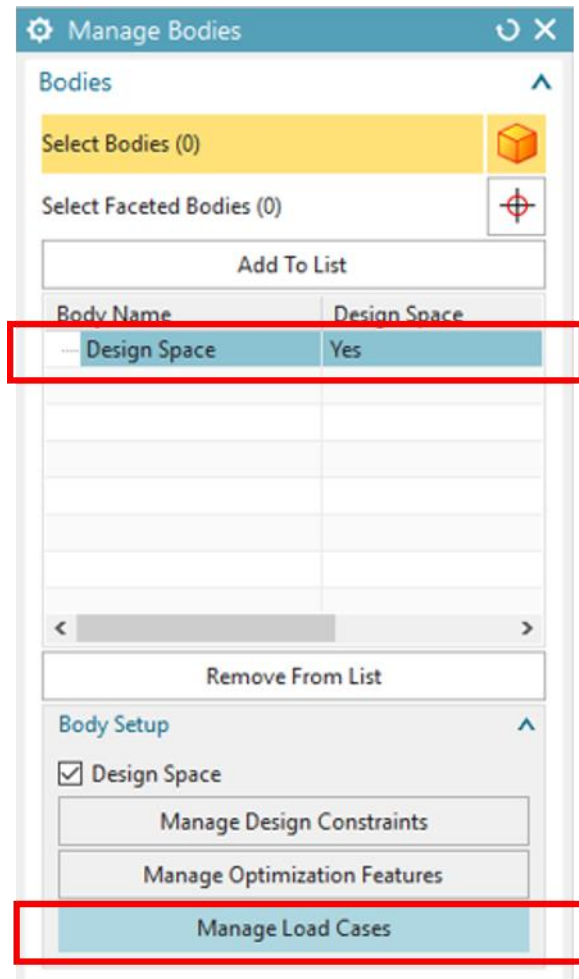 Manage Bodies
Bodies
Select Bodies (0)
Select Faceted Bodies (0)
Add To List
Body Name Design Space
Design Space Yes
Remove From List
Body Setup
Design Space
Manage Design Constraints
Manage Optimization Features
Manage Load Cases